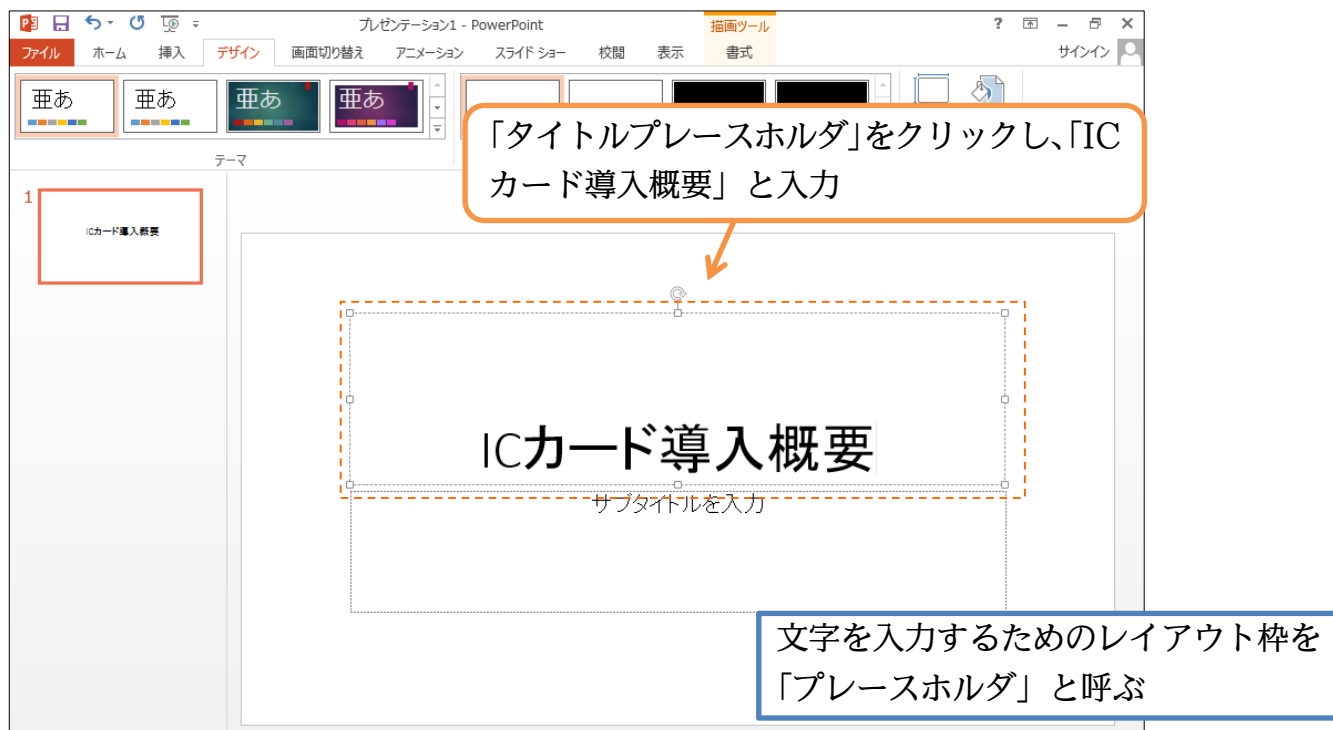 プレゼンテーション1 - PowerPoint
描画ツール
?
ファイル ホーム 挿入 デザイン 画面切り替え アニメーション スライド ショー 校閲 表示 書式 サインイン
亜あ 亜あ 亜あ 亜あ
テーマ
「タイトルプレースホルダ」をクリックし、「IC
カード導入概要」と入力
1
ICカード導入概要
ICカード導入概要
サブタイトルを入力
文字を入力するためのレイアウト枠を
「プレースホルダ」と呼ぶ